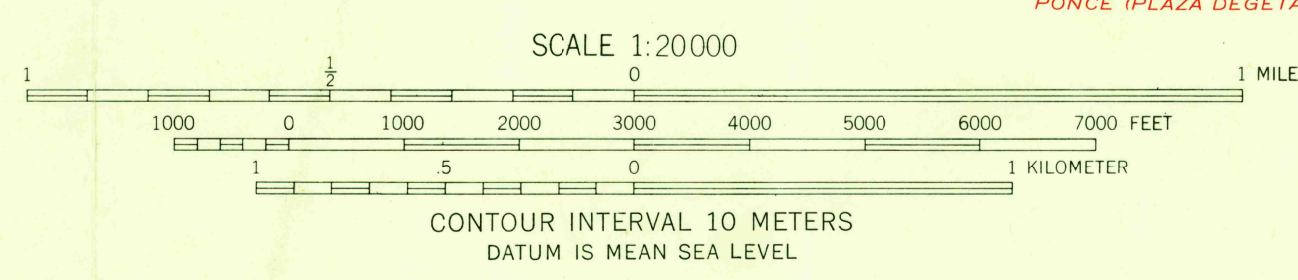 PONCE (PLAZA
SCALE 1:20000
1 1/2 0 1 MILE
1000 0 1000 2000 3000 4000 5000 6000 7000 FEET
1 .5 0 1 KILOMETER
CONTOUR INTERVAL 10 METERS
DATUM IS MEAN SEA LEVEL